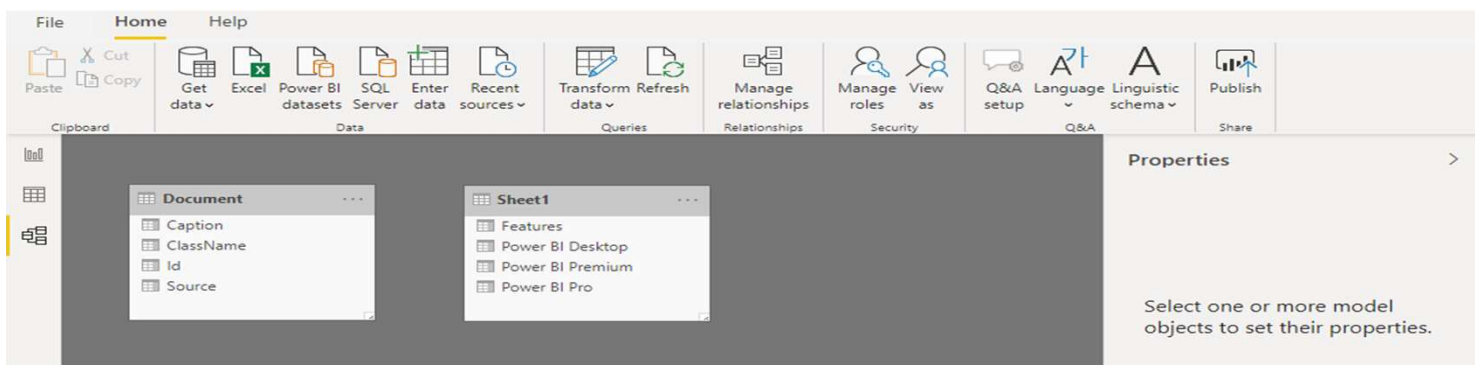 File Home Help
Paste
Cut
Copy
Get data
Excel
Power BI datasets
SQL Server
Enter data
Recent sources
Transform data
Refresh
Manage relationships
Manage roles
View as
Q&A setup
Language
Linguistic schema
Publish
Clipboard
Data
Queries
Relationships
Security
Q&A
Share
Document
Caption
ClassName
Id
Source
Sheet1
Features
Power BI Desktop
Power BI Premium
Power BI Pro
Properties
Select one or more model
objects to set their properties.